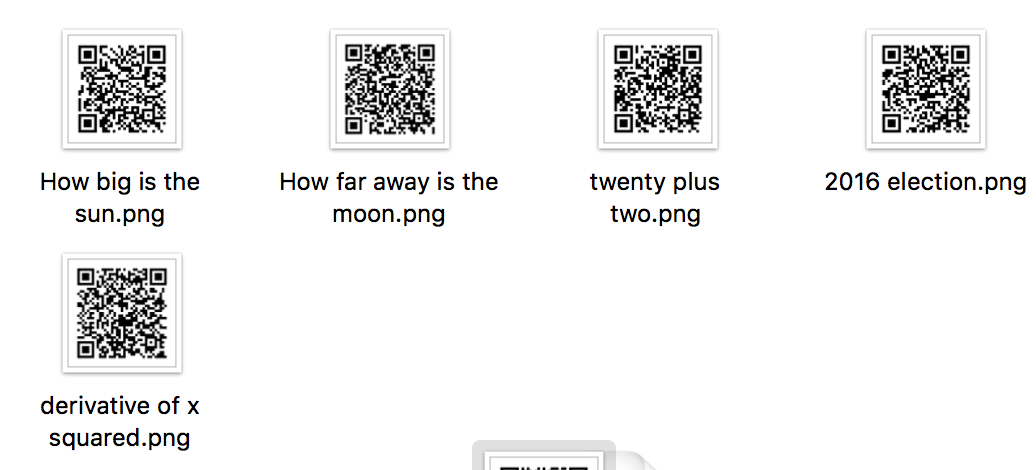 How big is the
sun.png
How far away is the
moon.png
twenty plus
two.png
2016 election.png
derivative of x
squared.png